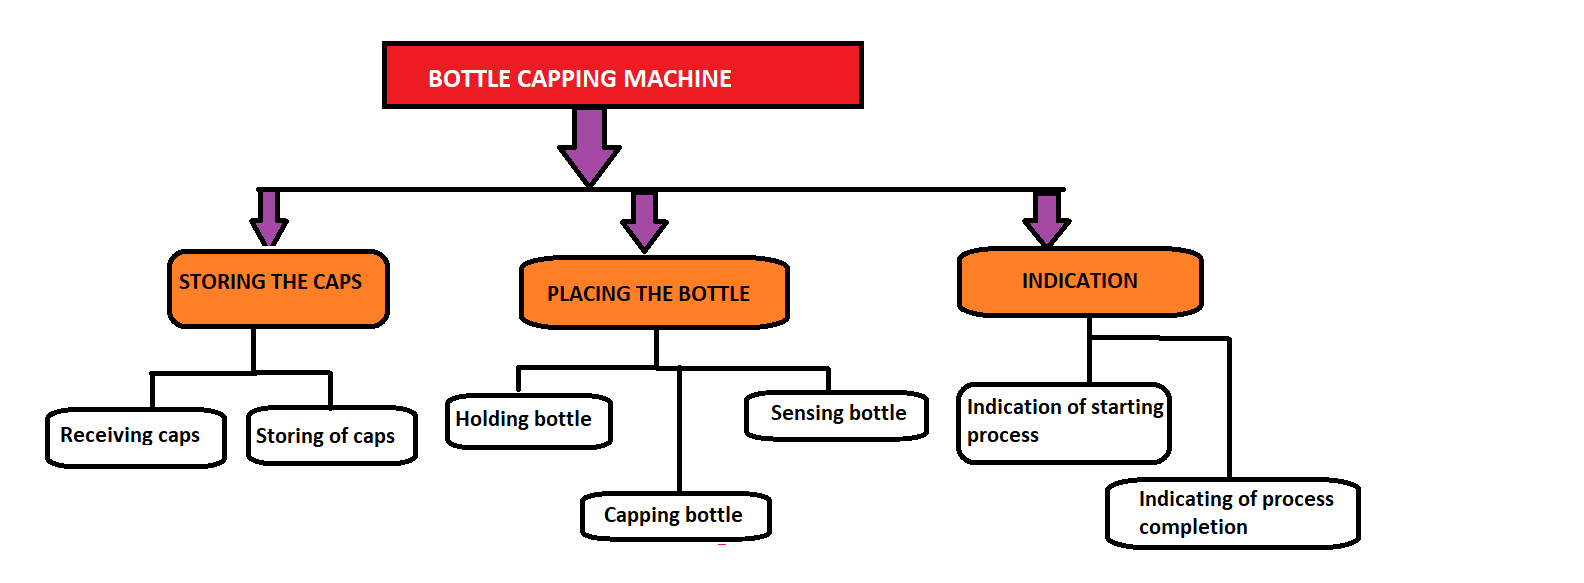 BOTTLE CAPPING MACHINE
STORING THE CAPS
PLACING THE BOTTLE
INDICATION
Receiving caps
Storing of caps
Holding bottle
Capping bottle
Sensing bottle
Indication of starting
process
Indicating of process
completion